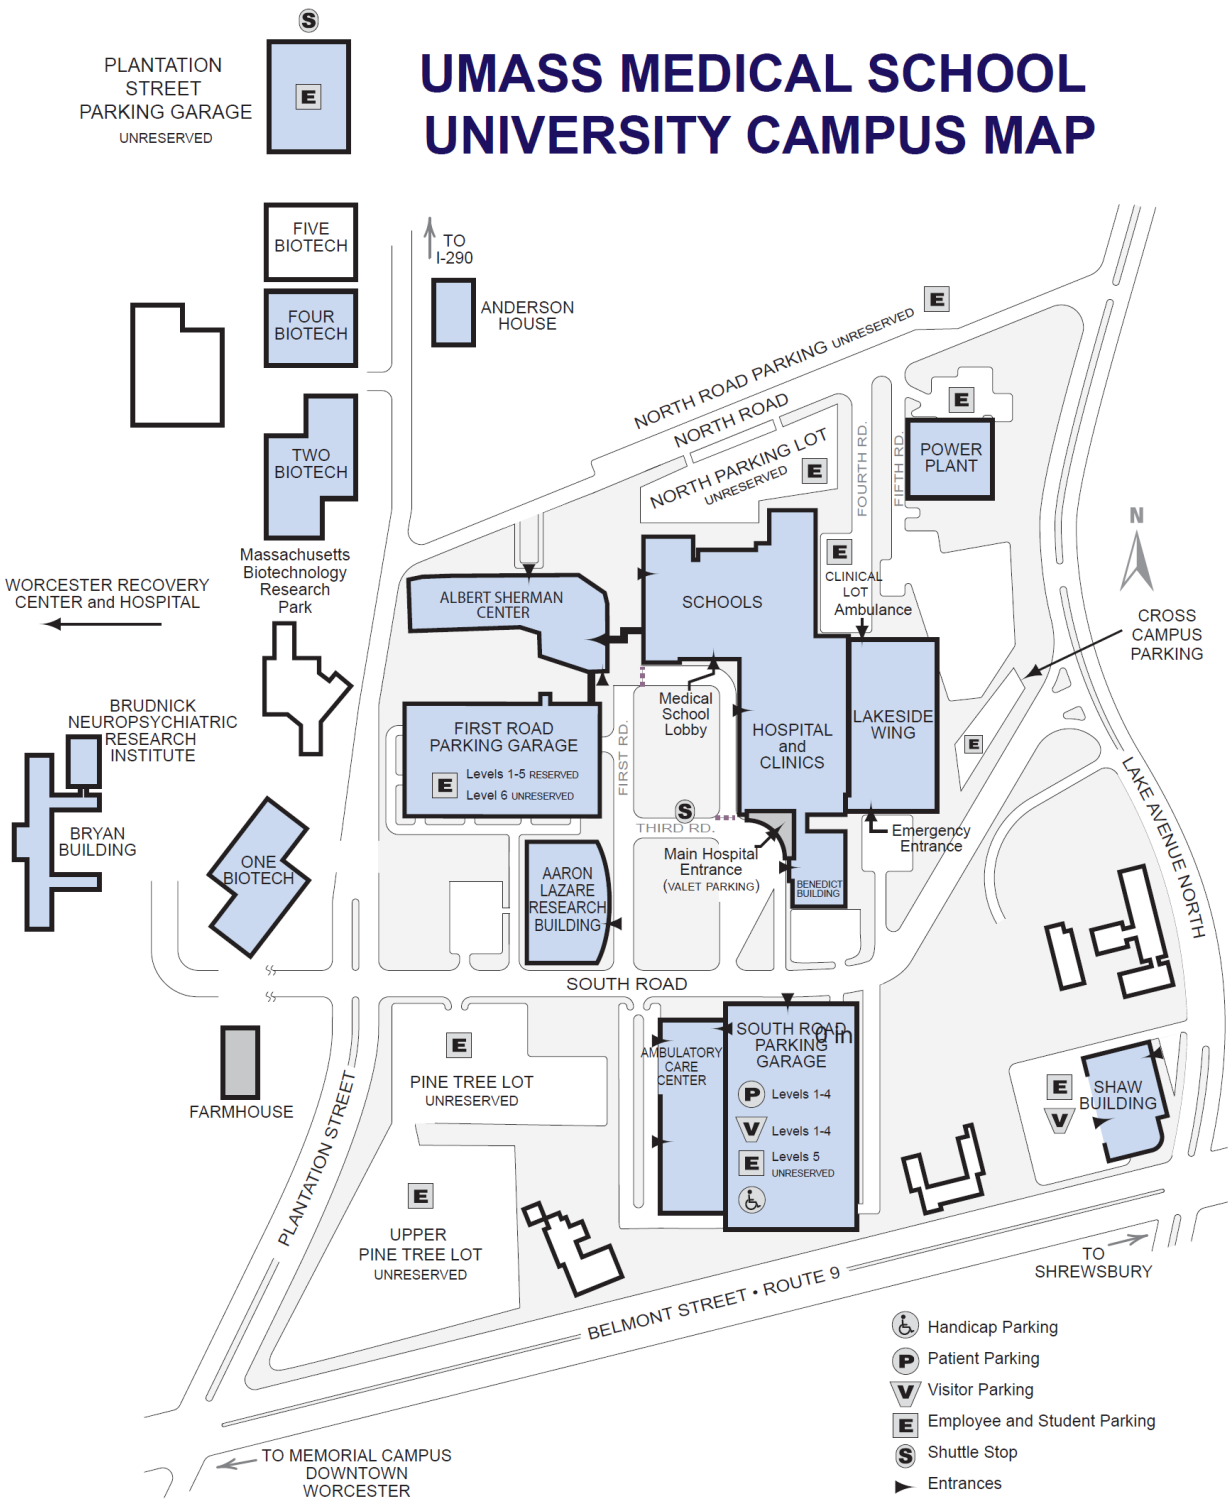 S
PLANTATION
STREET
PARKING GARAGE
UNRESERVED
E
UMASS MEDICAL SCHOOL
UNIVERSITY CAMPUS MAP
FIVE
BIOTECH
TO
I-290
FOUR
BIOTECH
ANDERSON
HOUSE
E
NORTH ROAD PARKING UNRESERVED
NORTH ROAD
NORTH PARKING LOT
UNRESERVED
E
FOURTH RD.
FIFTH RD.
E
POWER
PLANT
TWO
BIOTECH
Massachusetts
Biotechnology
Research
Park
WORCESTER RECOVERY
CENTER and HOSPITAL
N
ALBERT SHERMAN
CENTER
SCHOOLS
E
CLINICAL
LOT
Ambulance
CROSS
CAMPUS
PARKING
BRUDNICK
NEUROPSYCHIATRIC
RESEARCH
INSTITUTE
Medical
School
Lobby
FIRST ROAD
PARKING GARAGE
E
Levels 1-5 RESERVED
Level 6 UNRESERVED
FIRST RD.
HOSPITAL
and
CLINICS
LAKESIDE
WING
E
LAKE AVENUE NORTH
BRYAN
BUILDING
S
THIRD RD.
Main Hospital
Entrance
(VALET PARKING)
Emergency
Entrance
ONE
BIOTECH
AARON
LAZARE
RESEARCH
BUILDING
BENEDICT
BUILDING
SOUTH ROAD
FARMHOUSE
PLANTATION STREET
E
PINE TREE LOT
UNRESERVED
AMBULATORY
CARE
CENTER
SOUTH ROAD
PARKING
GARAGE
0 in
P Levels 1-4
V Levels 1-4
E Levels 5
UNRESERVED
E
V
SHAW
BUILDING
E
UPPER
PINE TREE LOT
UNRESERVED
BELMONT STREET • ROUTE 9
TO
SHREWSBURY
Handicap Parking
P Patient Parking
V Visitor Parking
E Employee and Student Parking
S Shuttle Stop
Entrances
TO MEMORIAL CAMPUS
DOWNTOWN
WORCESTER